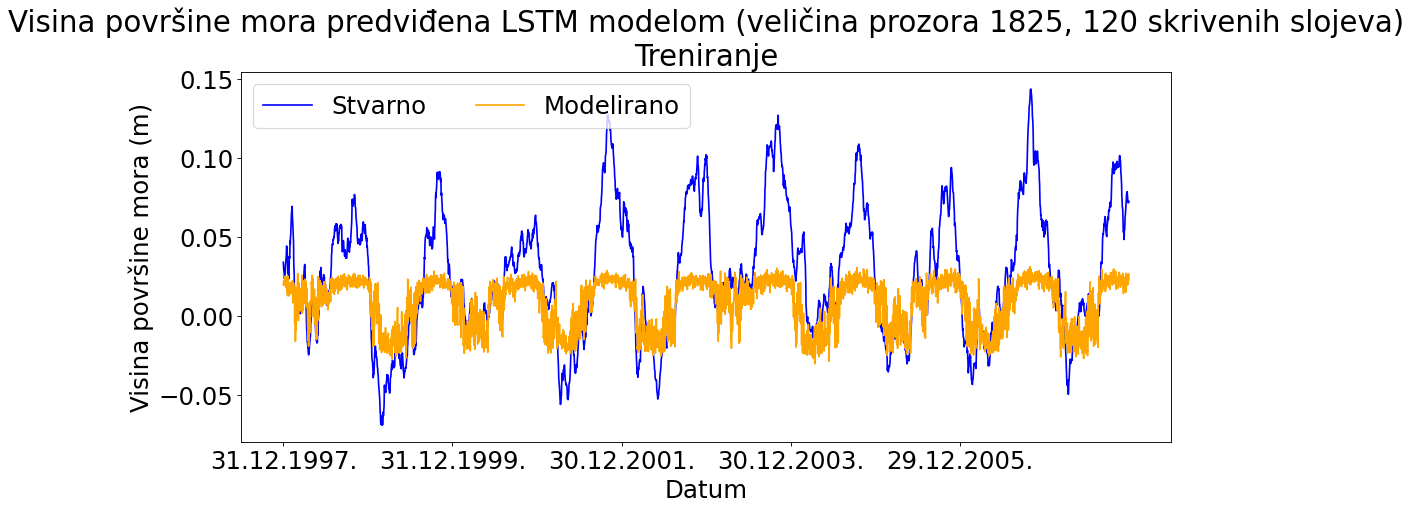 Visina površine mora predviđena LSTM modelom (veličina prozora 1825, 120 skrivenih slojeva)
Treniranje
Stvarno Modelirano
Visina površine mora (m)
0.15
0.10
0.05
0.00
−0.05
31.12.1997. 31.12.1999. 30.12.2001. 30.12.2003. 29.12.2005.
Datum